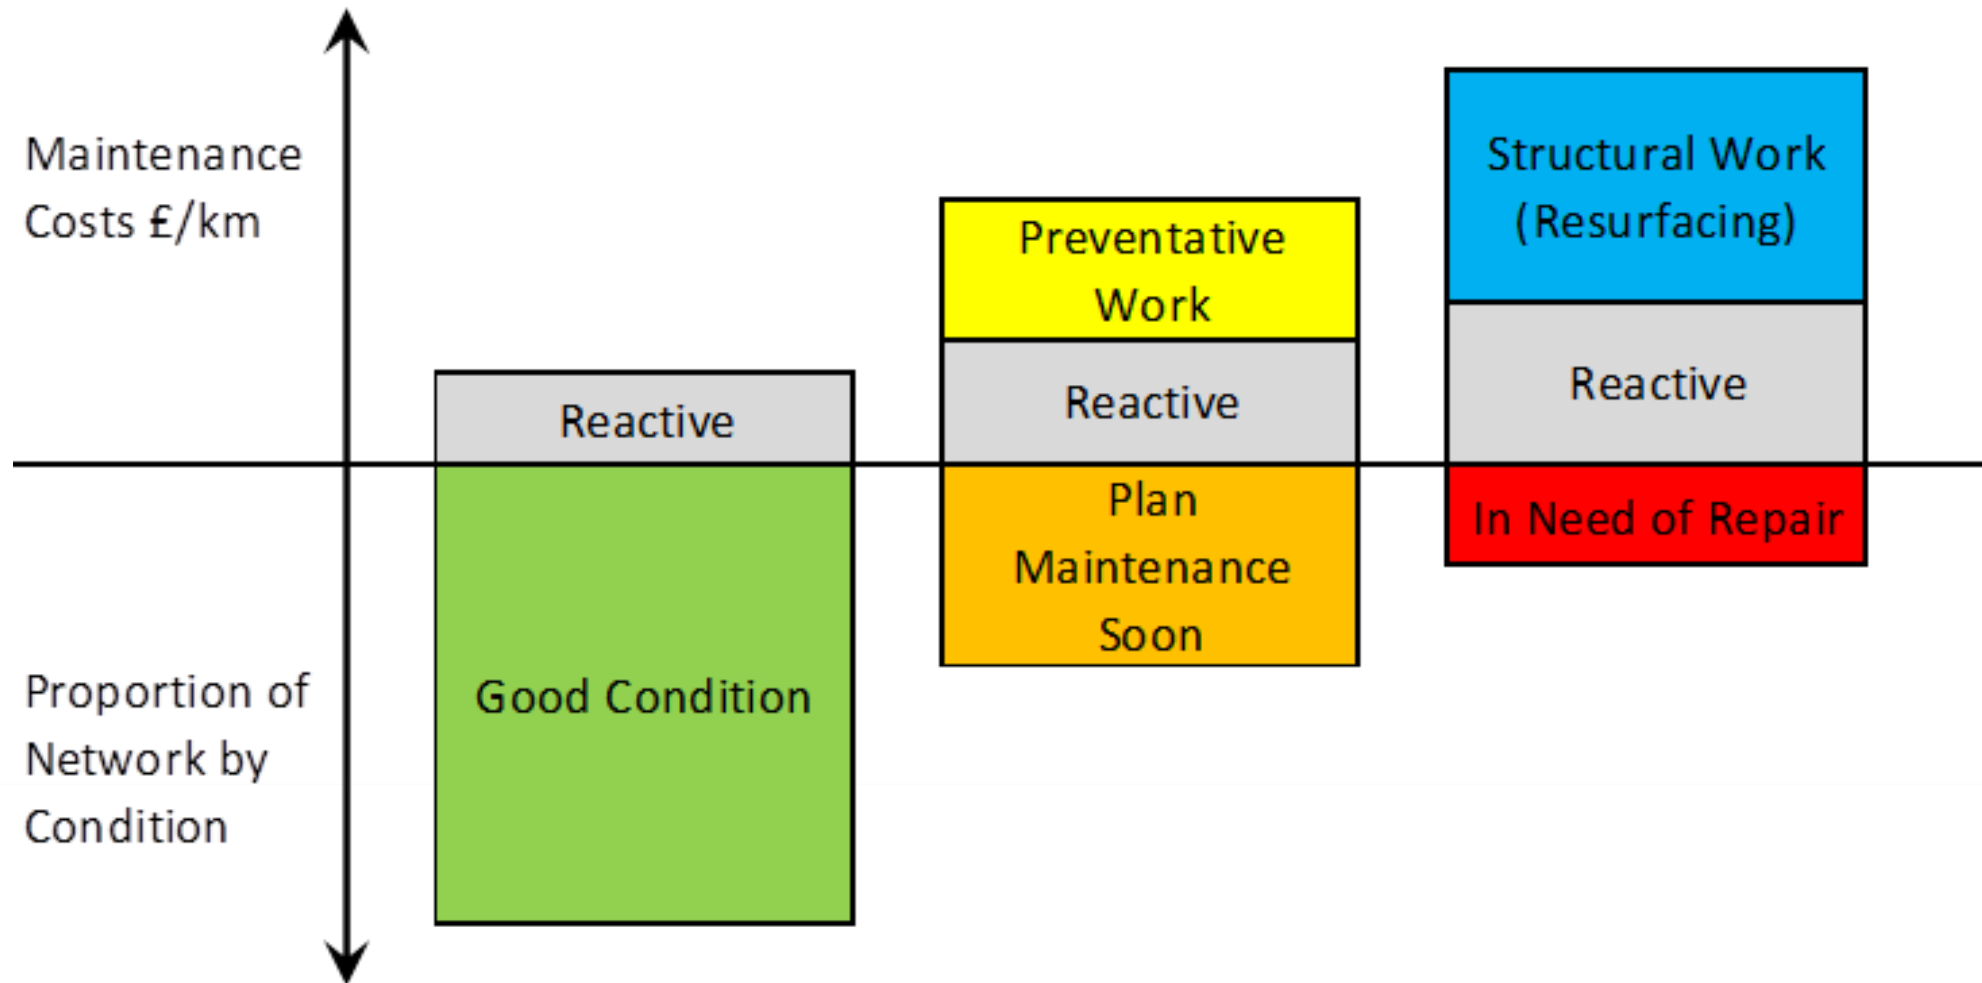 Maintenance
Costs £/km
Proportion of
Network by
Condition
Reactive
Good Condition
Preventative
Work
Reactive
Plan
Maintenance
Soon
Structural Work
(Resurfacing)
Reactive
In Need of Repair